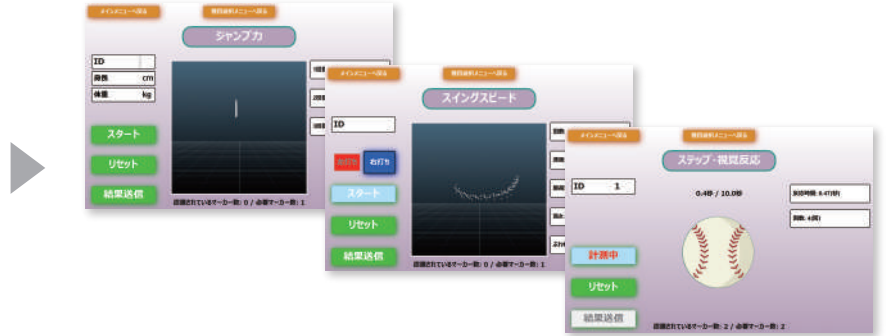 メインメニューへ戻る
種目選択メニューへ戻る
ジャンプ力
ID
身長 cm
体重 kg
スタート
リセット
結果送信
認識されているマーカー数: 0 / 必要マーカー数: 1
メインメニューへ戻る
種目選択メニューへ戻る
スイングスピード
ID
右打ち
スタート
リセット
結果送信
認識されているマーカー数: 0 / 必要マーカー数: 1
メインメニューへ戻る
種目選択メニューへ戻る
ステップ・視覚反応
ID 1
0.4秒 / 10.0秒
回数: 4(回)
計測中
リセット
結果送信
認識されているマーカー数: 2 / 必要マーカー数: 2